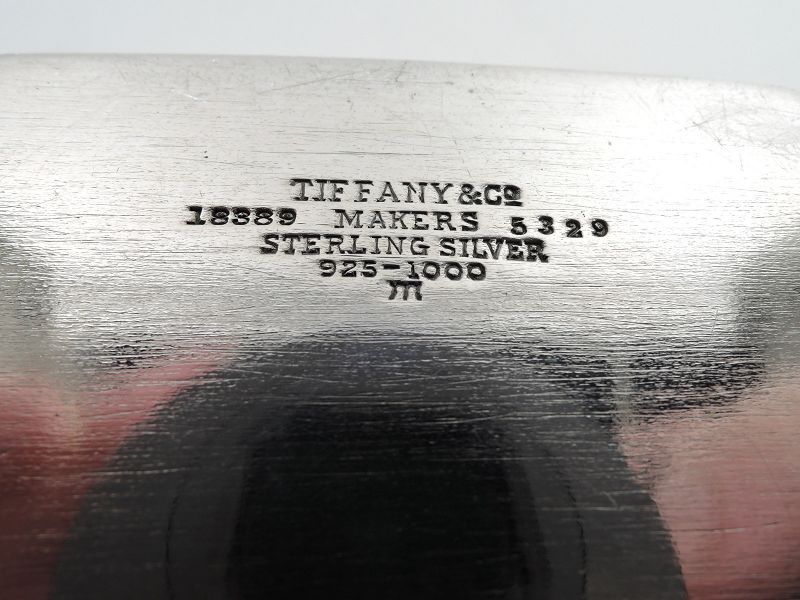 TIFFANY & Cº
18389 MAKERS 5329
STERLING SILVER
925-1000
m